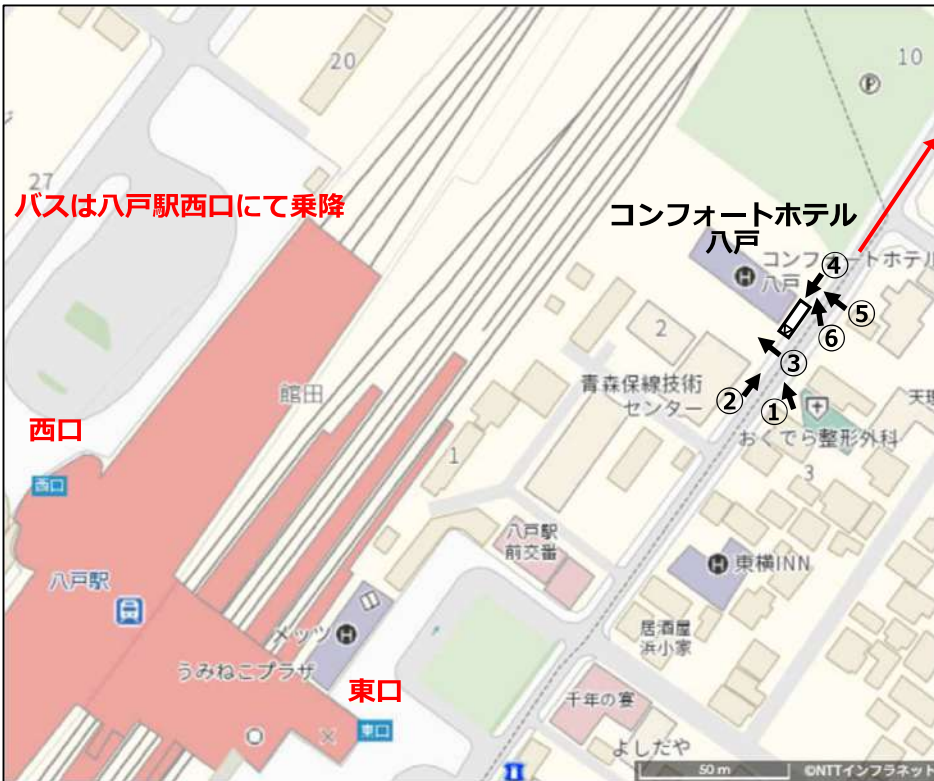 20
10
Ⓟ
27
バスは八戸駅西口にて乗降
コンフォートホテル
八戸
コンフォートホテル
八戸
H
④
⑤
⑥
③
②
①
2
館田
青森保線技術
センター
天理
おくでら整形外科
3
西口
西口
1
八戸駅
前交番
H 東横INN
八戸駅
メッツ H
居酒屋
浜小家
うみねこプラザ
東口
東口
千年の宴
よしだや
50 m
©NTTインフラネット